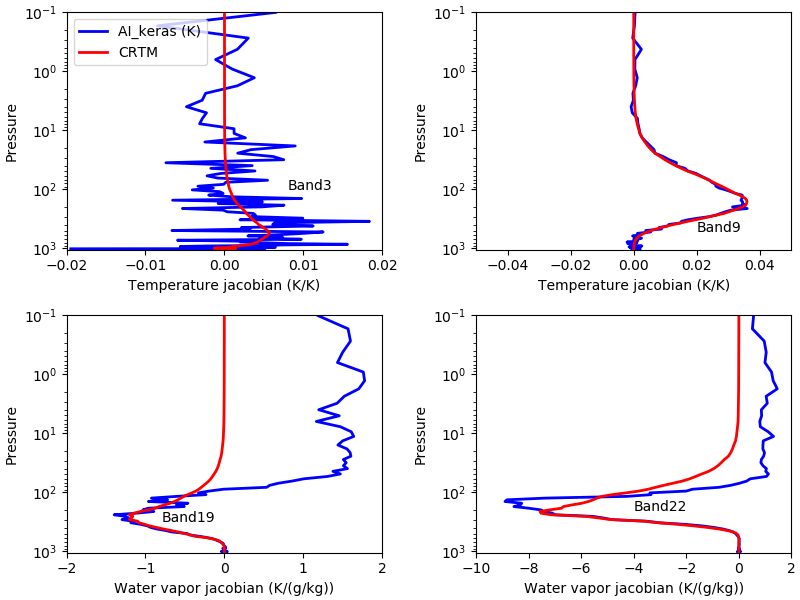 10⁻¹
10⁰
10¹
10²
10³
Pressure
AI_keras (K)
CRTM
Band3
−0.02 −0.01 0.00 0.01 0.02
Temperature jacobian (K/K)
10⁻¹
10⁰
10¹
10²
10³
Pressure
Band9
−0.04 −0.02 0.00 0.02 0.04
Temperature jacobian (K/K)
10⁻¹
10⁰
10¹
10²
10³
Pressure
Band19
−2 −1 0 1 2
Water vapor jacobian (K/(g/kg))
10⁻¹
10⁰
10¹
10²
10³
Pressure
Band22
−10 −8 −6 −4 −2 0 2
Water vapor jacobian (K/(g/kg))